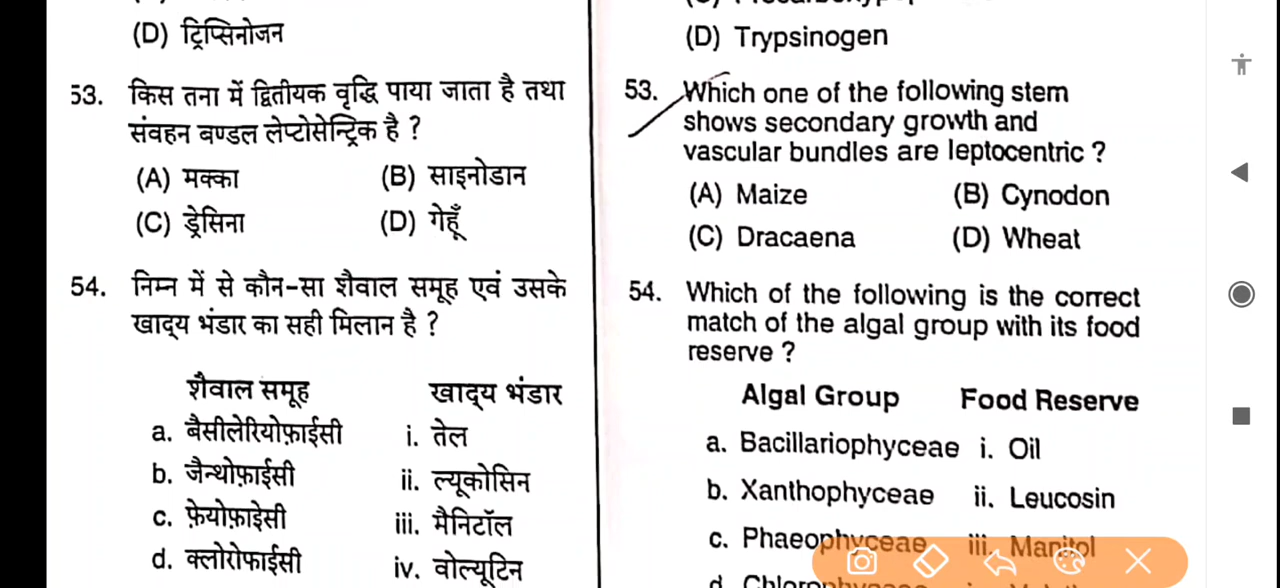 (D) ट्रिप्सिनोजन
53. किस तना में द्वितीयक वृद्धि पाया जाता है तथा
संवहन बण्डल लेप्टोसेन्ट्रिक है ?
(A) मक्का (B) साइनोडान
(C) ड्रेसिना (D) गेहूँ
54. निम्न में से कौन-सा शैवाल समूह एवं उसके
खाद्य भंडार का सही मिलान है ?
शैवाल समूह खाद्य भंडार
a. बैसीलेरियोफ़ाईसी i. तेल
b. जैन्थोफ़ाईसी ii. ल्यूकोसिन
c. फ़ेयोफ़ाईसी iii. मैनिटॉल
d. क्लोरोफाईसी iv. वोल्यूटिन
(D) Trypsinogen
53. Which one of the following stem
shows secondary growth and
vascular bundles are leptocentric ?
(A) Maize (B) Cynodon
(C) Dracaena (D) Wheat
54. Which of the following is the correct
match of the algal group with its food
reserve ?
Algal Group Food Reserve
a. Bacillariophyceae i. Oil
b. Xanthophyceae ii. Leucosin
c. Phaeophyceae iii. Manitol